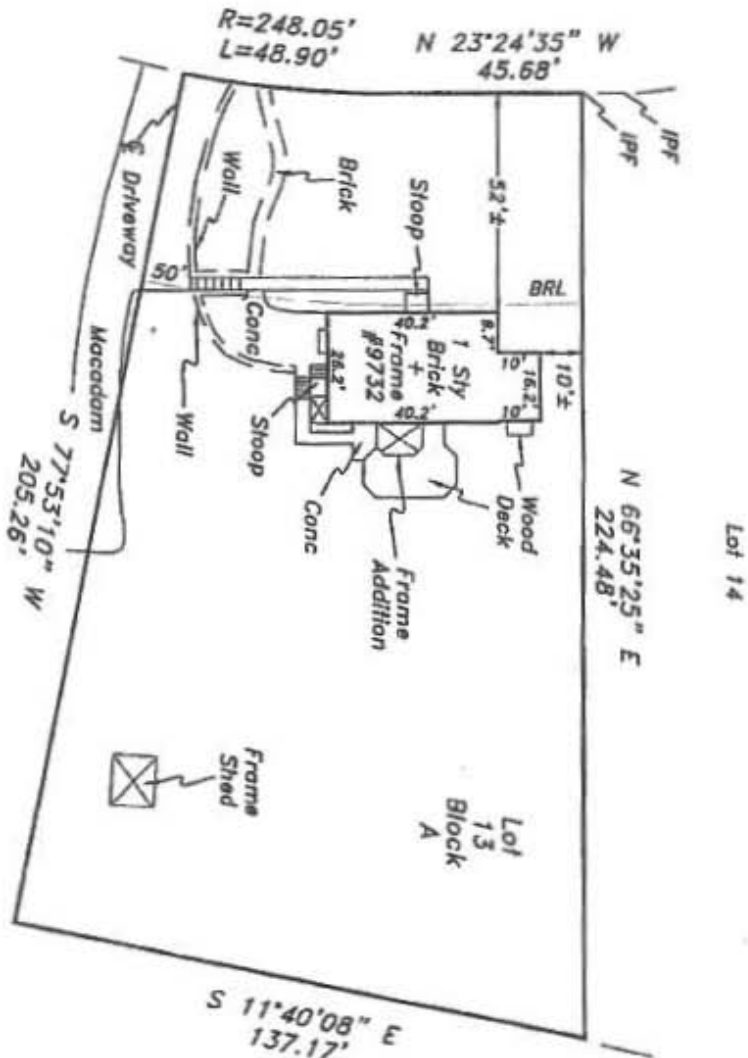 R=248.05'
L=48.90'
N 23°24'35" W
45.68'
IPF
IPF
℄ Driveway
Wall
Brick
Stoop
52'±
BRL
50'
Conc
40.2'
9.7'
10'
16.2'
10'±
1 Sty
Brick
+
Frame
#9732
26.2'
40.2'
10'
Macadam
Wall
Stoop
Conc
Frame
Addition
Wood
Deck
S 77°53'10" W
205.26'
N 66°35'25" E
224.48'
Lot 14
Frame
Shed
Lot
13
Block
A
S 11°40'08" E
137.17'